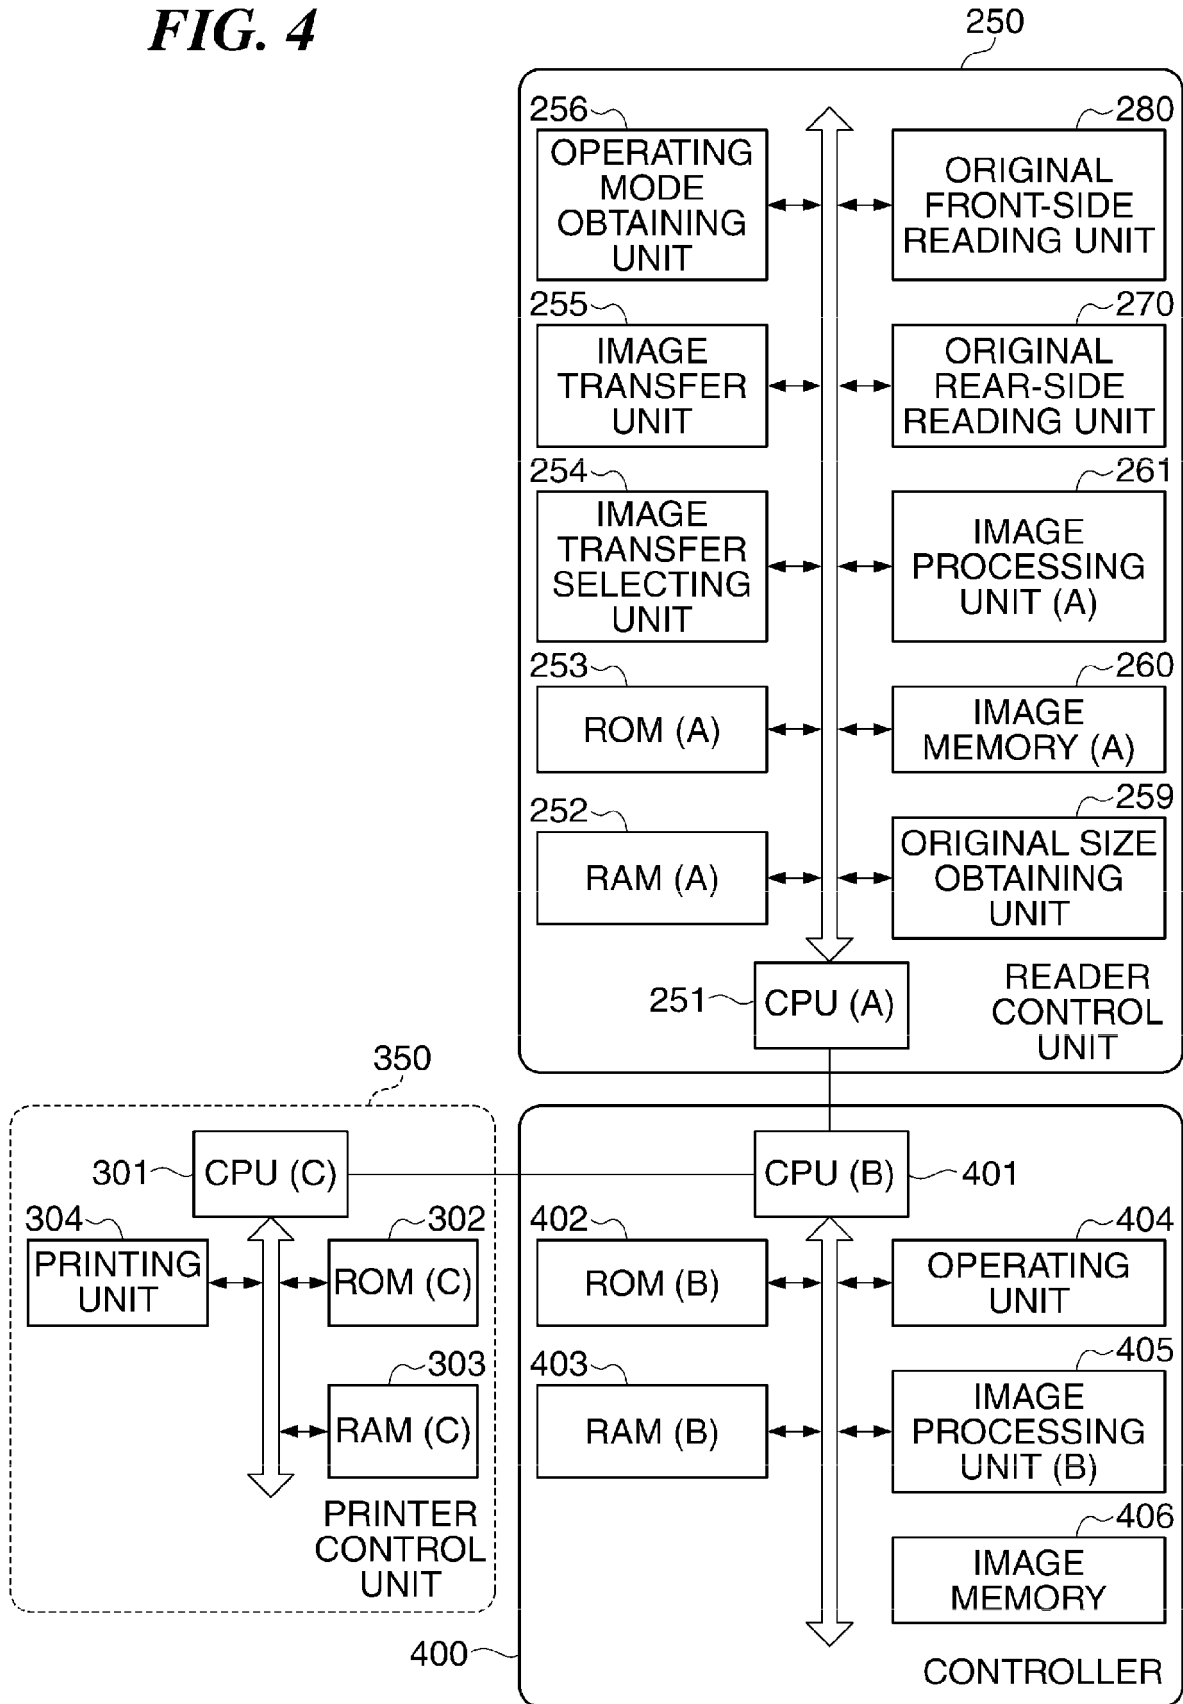 FIG. 4
250
256
OPERATING
MODE
OBTAINING
UNIT
280
ORIGINAL
FRONT-SIDE
READING UNIT
255
IMAGE
TRANSFER
UNIT
270
ORIGINAL
REAR-SIDE
READING UNIT
254
IMAGE
TRANSFER
SELECTING
UNIT
261
IMAGE
PROCESSING
UNIT (A)
253
ROM (A)
260
IMAGE
MEMORY (A)
252
RAM (A)
259
ORIGINAL SIZE
OBTAINING
UNIT
251
CPU (A)
READER
CONTROL
UNIT
350
301
CPU (C)
304
PRINTING
UNIT
302
ROM (C)
303
RAM (C)
PRINTER
CONTROL
UNIT
CPU (B)
401
402
ROM (B)
404
OPERATING
UNIT
403
RAM (B)
405
IMAGE
PROCESSING
UNIT (B)
406
IMAGE
MEMORY
400
CONTROLLER